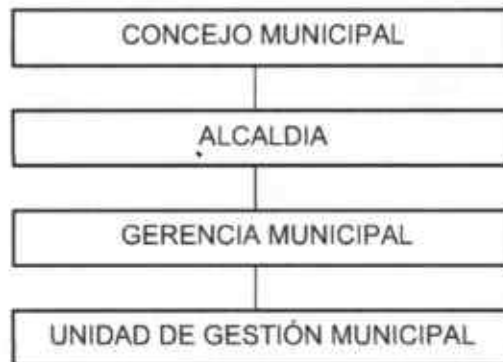 CONCEJO MUNICIPAL
ALCALDIA
GERENCIA MUNICIPAL
UNIDAD DE GESTIÓN MUNICIPAL